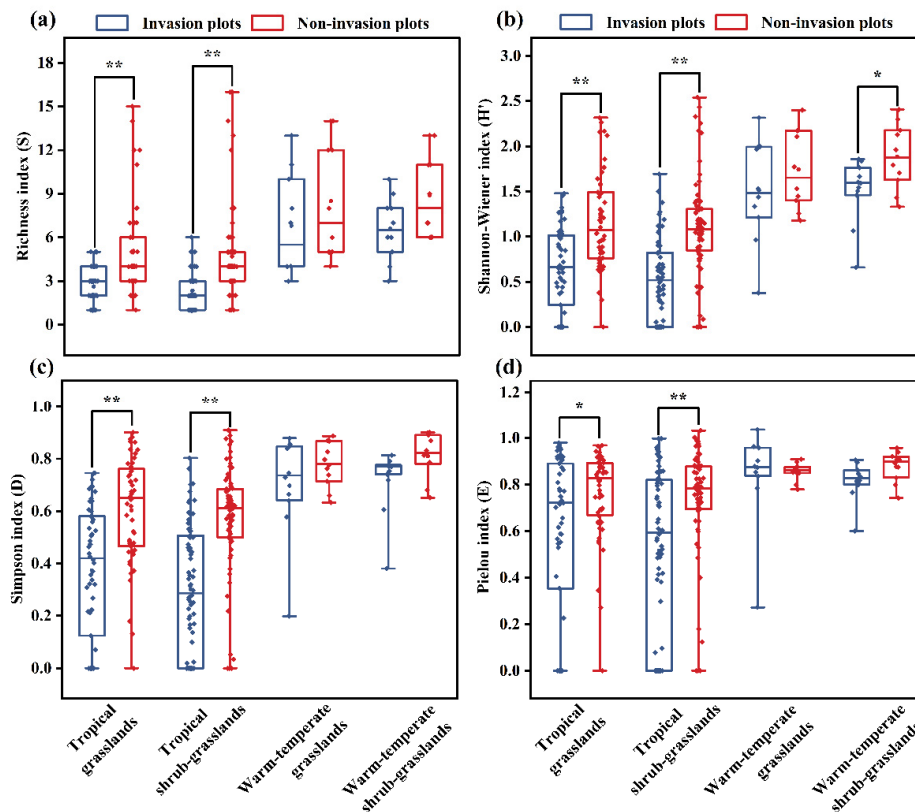 (a)
Invasion plots
Non-invasion plots
Richness index (S)
18
15
12
9
6
3
0
**
**
(b)
Invasion plots
Non-invasion plots
Shannon-Wiener index (H')
3.0
2.5
2.0
1.5
1.0
0.5
0.0
**
**
*
(c)
Simpson index (D)
1.0
0.8
0.6
0.4
0.2
0.0
**
**
Tropical
grasslands
Tropical
shrub-grasslands
Warm-temperate
grasslands
Warm-temperate
shrub-grasslands
(d)
Pielou index (E)
1.2
1.0
0.8
0.6
0.4
0.2
0.0
*
**
Tropical
grasslands
Tropical
shrub-grasslands
Warm-temperate
grasslands
Warm-temperate
shrub-grasslands